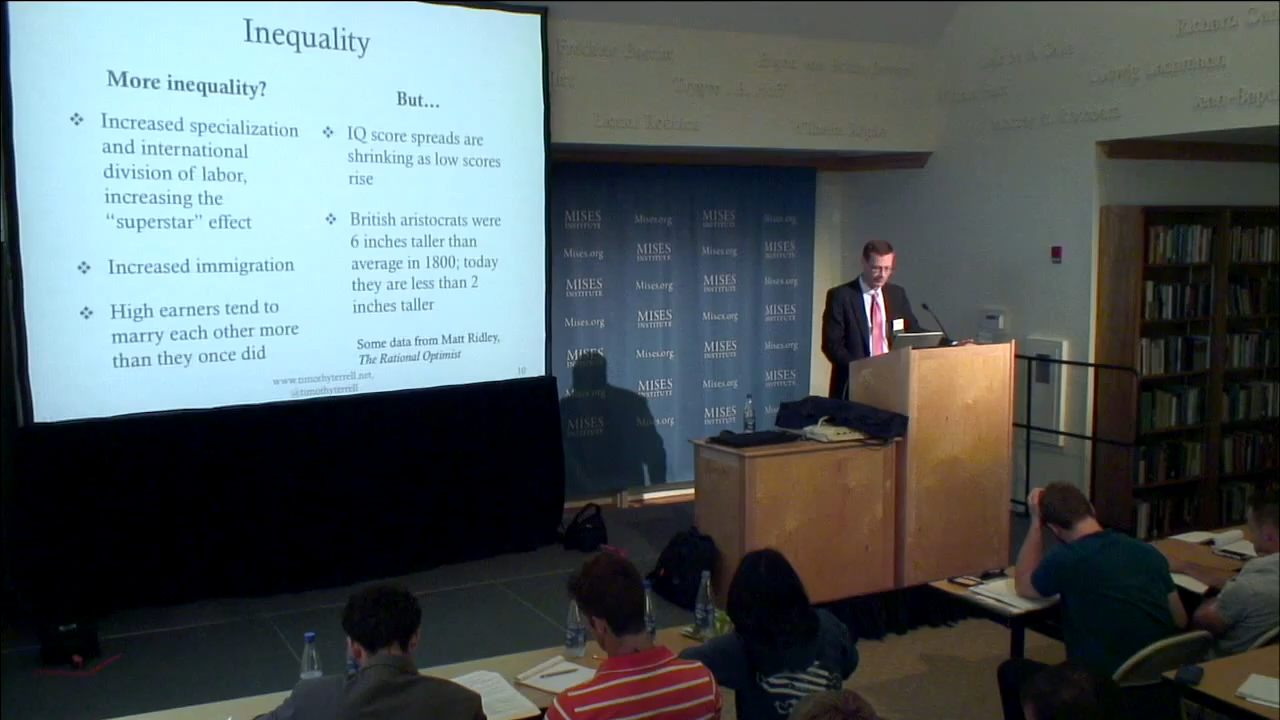 Inequality
More inequality?
❖ Increased specialization
and international
division of labor,
increasing the
“superstar” effect
❖ Increased immigration
❖ High earners tend to
marry each other more
than they once did
But…
❖ IQ score spreads are
shrinking as low scores
rise
❖ British aristocrats were
6 inches taller than
average in 1800; today
they are less than 2
inches taller
Some data from Matt Ridley,
The Rational Optimist
www.timothyterrell.net,
@timothyterrell
10
MISES INSTITUTE
Mises.org